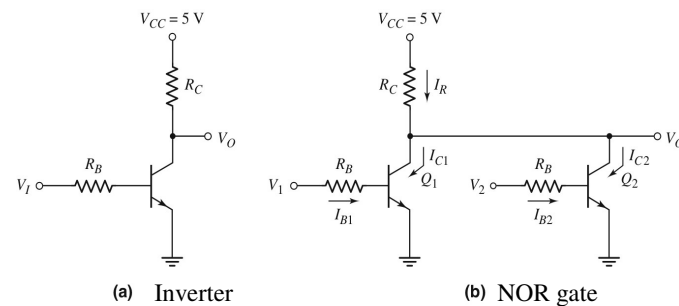 V_CC = 5 V
R_C
V_O
R_B
V_I
(a) Inverter
V_CC = 5 V
R_C
I_R
V_O
R_B
I_C1
Q_1
V_1
I_B1
R_B
I_C2
Q_2
V_2
I_B2
(b) NOR gate